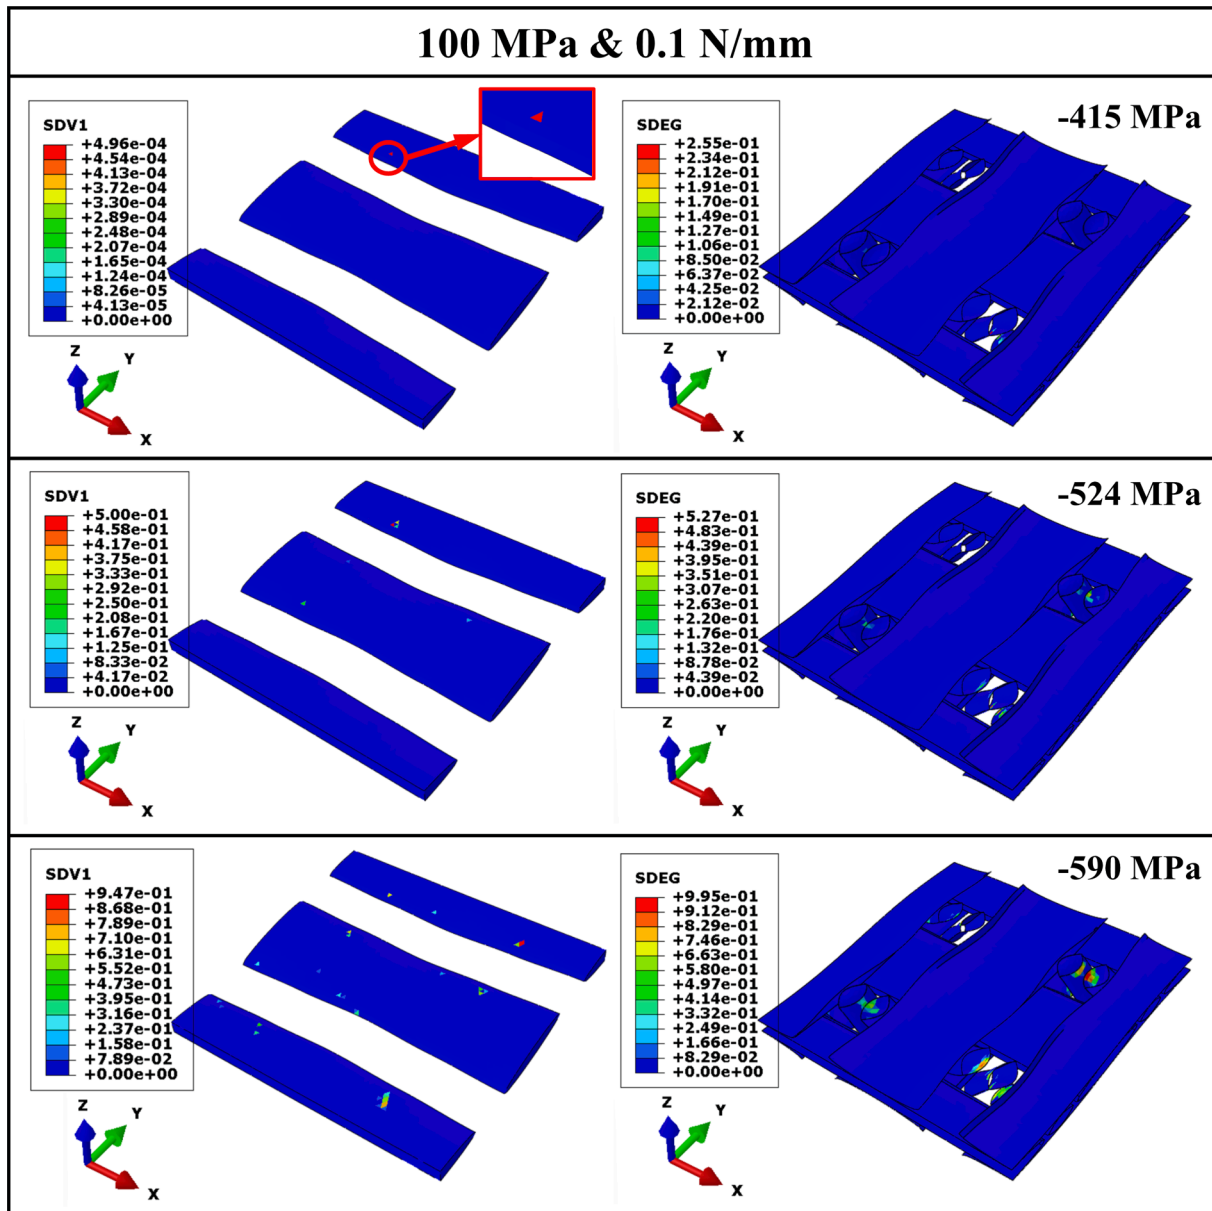 100 MPa & 0.1 N/mm
SDV1
+4.96e-04
+4.54e-04
+4.13e-04
+3.72e-04
+3.30e-04
+2.89e-04
+2.48e-04
+2.07e-04
+1.65e-04
+1.24e-04
+8.26e-05
+4.13e-05
+0.00e+00
Z
Y
X
SDEG
+2.55e-01
+2.34e-01
+2.12e-01
+1.91e-01
+1.70e-01
+1.49e-01
+1.27e-01
+1.06e-01
+8.50e-02
+6.37e-02
+4.25e-02
+2.12e-02
+0.00e+00
Z
Y
X
-415 MPa
SDV1
+5.00e-01
+4.58e-01
+4.17e-01
+3.75e-01
+3.33e-01
+2.92e-01
+2.50e-01
+2.08e-01
+1.67e-01
+1.25e-01
+8.33e-02
+4.17e-02
+0.00e+00
Z
Y
X
SDEG
+5.27e-01
+4.83e-01
+4.39e-01
+3.95e-01
+3.51e-01
+3.07e-01
+2.63e-01
+2.20e-01
+1.76e-01
+1.32e-01
+8.78e-02
+4.39e-02
+0.00e+00
Z
Y
X
-524 MPa
SDV1
+9.47e-01
+8.68e-01
+7.89e-01
+7.10e-01
+6.31e-01
+5.52e-01
+4.73e-01
+3.95e-01
+3.16e-01
+2.37e-01
+1.58e-01
+7.89e-02
+0.00e+00
Z
Y
X
SDEG
+9.95e-01
+9.12e-01
+8.29e-01
+7.46e-01
+6.63e-01
+5.80e-01
+4.97e-01
+4.14e-01
+3.32e-01
+2.49e-01
+1.66e-01
+8.29e-02
+0.00e+00
Z
Y
X
-590 MPa